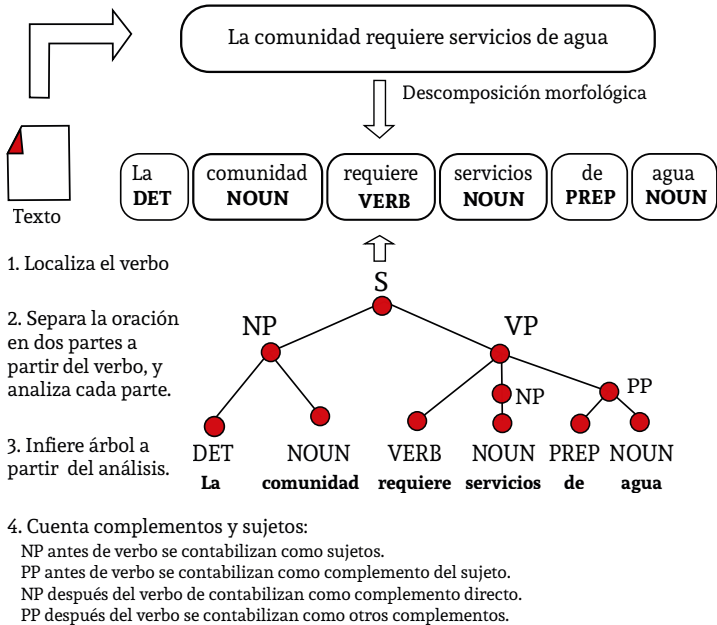 La comunidad requiere servicios de agua
Descomposición morfológica
Texto
La comunidad requiere servicios de agua
DET NOUN VERB NOUN PREP NOUN
1. Localiza el verbo
2. Separa la oración
en dos partes a
partir del verbo, y
analiza cada parte.
3. Infiere árbol a
partir del análisis.
S
NP VP
NP PP
DET NOUN VERB NOUN PREP NOUN
La comunidad requiere servicios de agua
4. Cuenta complementos y sujetos:
NP antes de verbo se contabilizan como sujetos.
PP antes de verbo se contabilizan como complemento del sujeto.
NP después del verbo de contabilizan como complemento directo.
PP después del verbo se contabilizan como otros complementos.